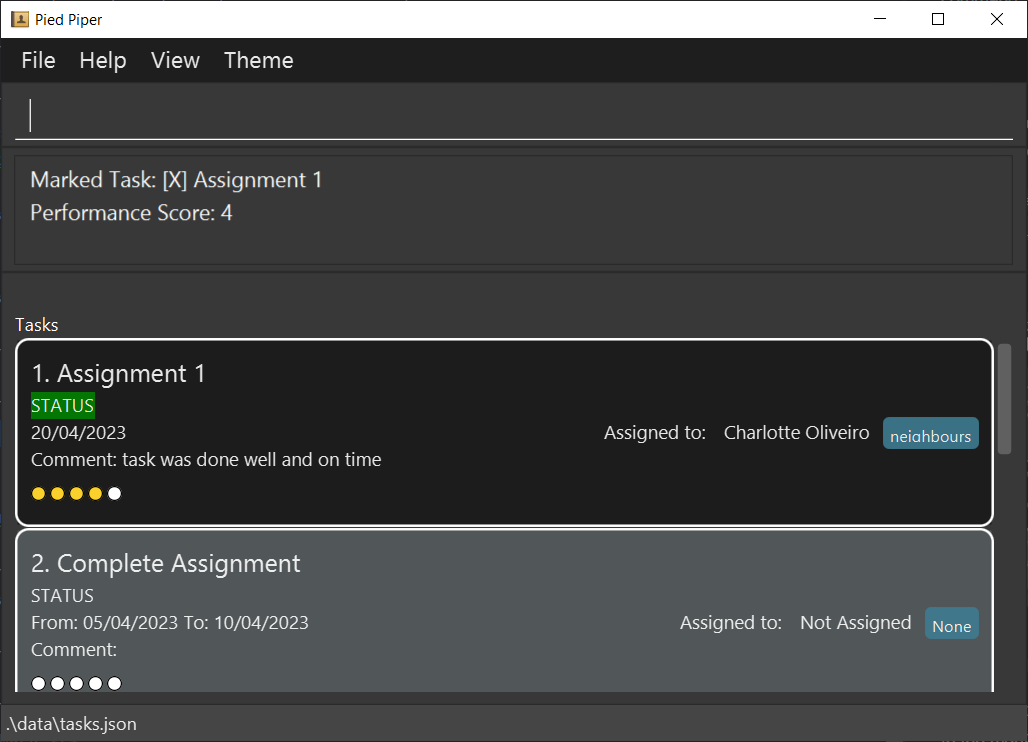 Pied Piper
File Help View Theme
Marked Task: [X] Assignment 1
Performance Score: 4
Tasks
1. Assignment 1
STATUS
20/04/2023 Assigned to: Charlotte Oliveiro neighbours
Comment: task was done well and on time
2. Complete Assignment
STATUS
From: 05/04/2023 To: 10/04/2023 Assigned to: Not Assigned None
Comment:
.\data\tasks.json